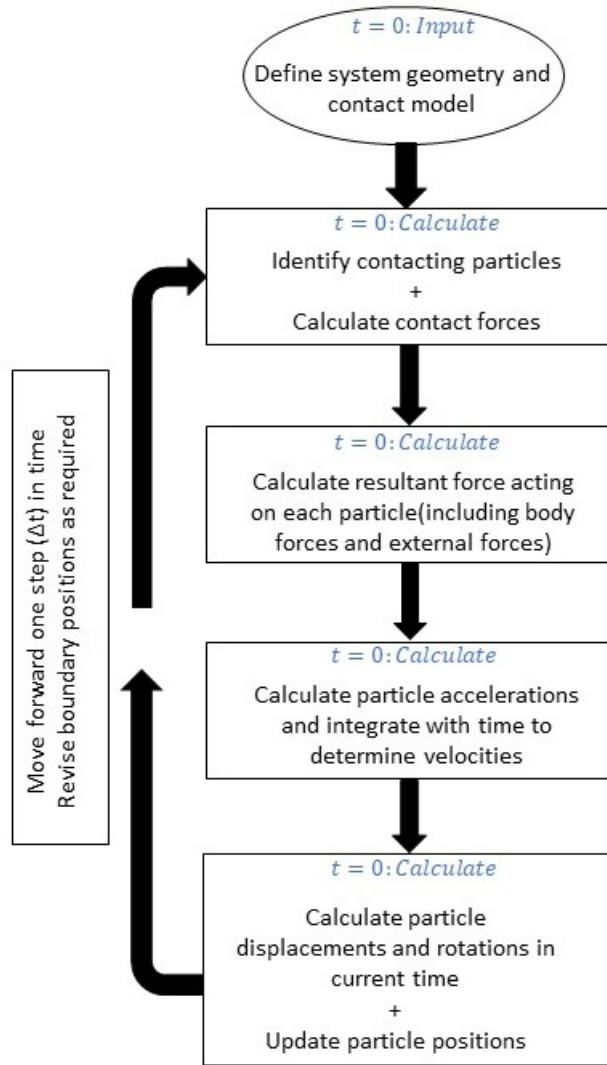 t = 0: Input
Define system geometry and
contact model
t = 0: Calculate
Identify contacting particles
+
Calculate contact forces
t = 0: Calculate
Calculate resultant force acting
on each particle(including body
forces and external forces)
t = 0: Calculate
Calculate particle accelerations
and integrate with time to
determine velocities
t = 0: Calculate
Calculate particle
displacements and rotations in
current time
+
Update particle positions
Move forward one step (Δt) in time
Revise boundary positions as required